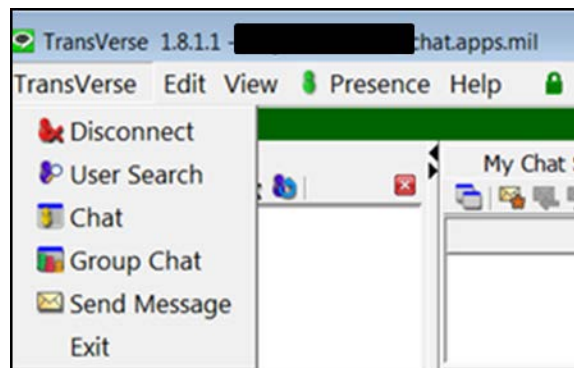 TransVerse 1.8.1.1 - chat.apps.mil
TransVerse Edit View Presence Help
Disconnect
User Search
My Chat
Chat
Group Chat
Send Message
Exit